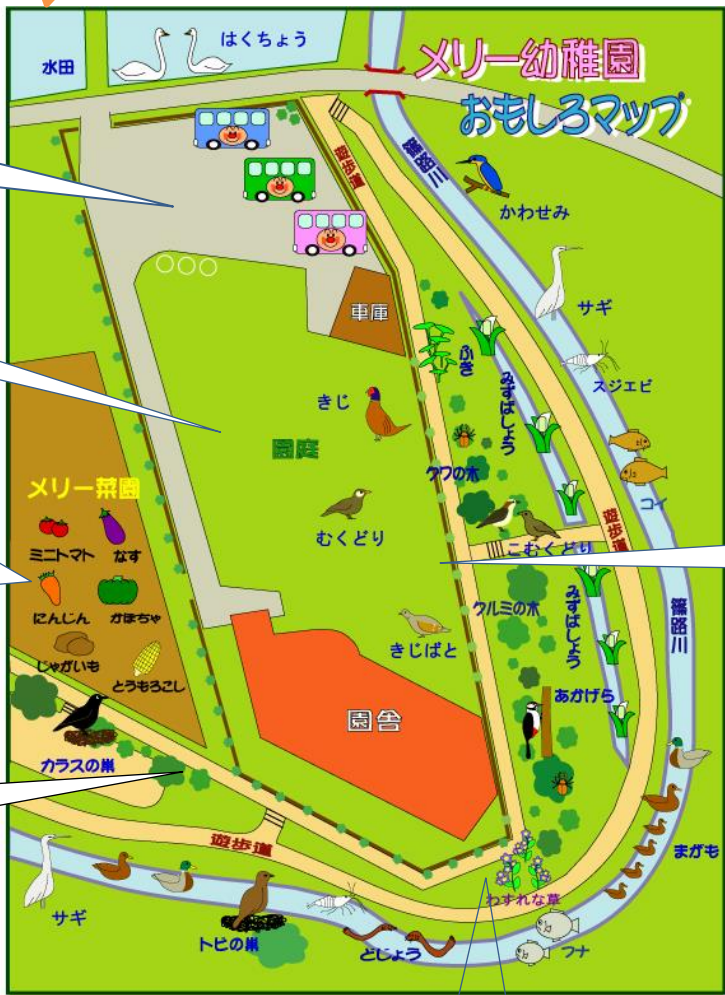 はくちょう
水田
メリー幼稚園
おもしろマップ
遊歩道
篠路川
かわせみ
サギ
車庫
ふき
みずばしょう
スジエビ
きじ
園庭
クワの木
コイ
メリー菜園
ミニトマト
なす
むくどり
こむくどり
遊歩道
にんじん
かぼちゃ
クルミの木
みずばしょう
篠路川
じゃがいも
とうもろこし
きじばと
あかげら
園舎
カラスの巣
遊歩道
まがも
わすれな草
サギ
トビの巣
どじょう
フナ